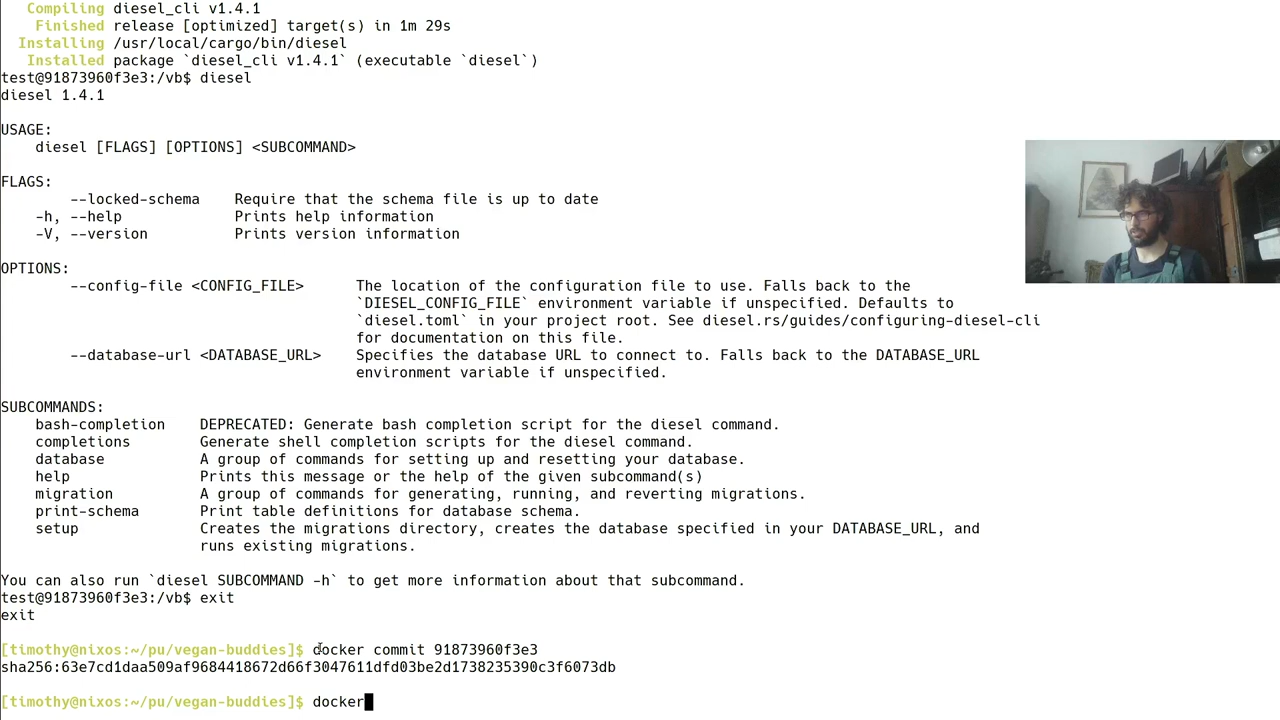 Compiling diesel_cli v1.4.1
Finished release [optimized] target(s) in 1m 29s
Installing /usr/local/cargo/bin/diesel
Installed package `diesel_cli v1.4.1` (executable `diesel`)
test@91873960f3e3:/vb$ diesel
diesel 1.4.1
USAGE:
diesel [FLAGS] [OPTIONS] <SUBCOMMAND>
FLAGS:
--locked-schema    Require that the schema file is up to date
-h, --help             Prints help information
-V, --version          Prints version information
OPTIONS:
--config-file <CONFIG_FILE>      The location of the configuration file to use. Falls back to the
`DIESEL_CONFIG_FILE` environment variable if unspecified. Defaults to
`diesel.toml` in your project root. See diesel.rs/guides/configuring-diesel-cli
for documentation on this file.
--database-url <DATABASE_URL>    Specifies the database URL to connect to. Falls back to the DATABASE_URL
environment variable if unspecified.
SUBCOMMANDS:
bash-completion    DEPRECATED: Generate bash completion script for the diesel command.
completions        Generate shell completion scripts for the diesel command.
database           A group of commands for setting up and resetting your database.
help               Prints this message or the help of the given subcommand(s)
migration          A group of commands for generating, running, and reverting migrations.
print-schema       Print table definitions for database schema.
setup              Creates the migrations directory, creates the database specified in your DATABASE_URL, and
runs existing migrations.
You can also run `diesel SUBCOMMAND -h` to get more information about that subcommand.
test@91873960f3e3:/vb$ exit
exit
[timothy@nixos:~/pu/vegan-buddies]$ docker commit 91873960f3e3
sha256:63e7cd1daa509af9684418672d66f3047611dfd03be2d1738235390c3f6073db
[timothy@nixos:~/pu/vegan-buddies]$ docker